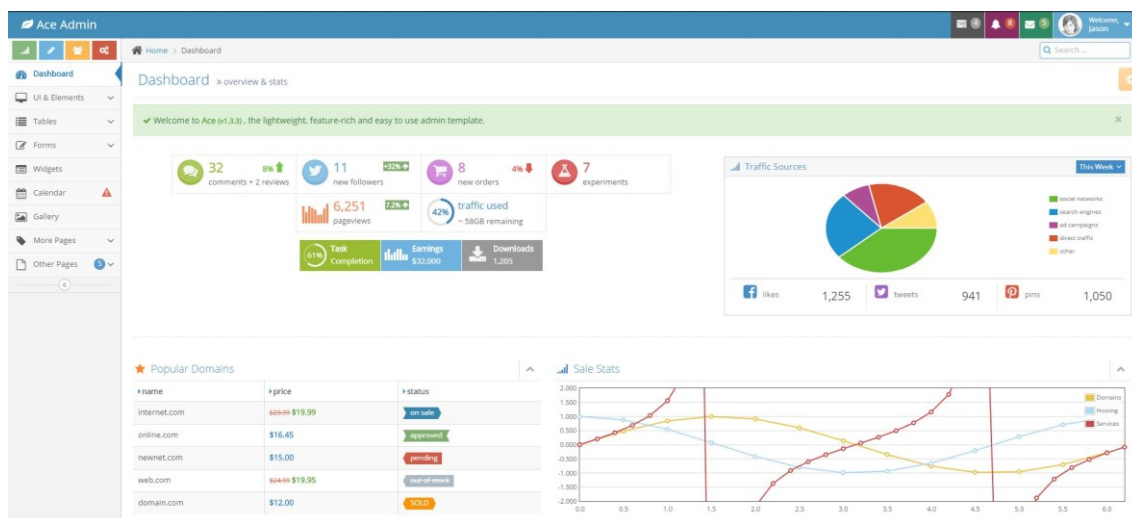 Ace Admin
4
8
5
Welcome,
Jason
Home > Dashboard
Search ...
Dashboard
UI & Elements
Tables
Forms
Widgets
Calendar
Gallery
More Pages
Other Pages 5
Dashboard » overview & stats
Welcome to Ace (v1.3.3) , the lightweight, feature-rich and easy to use admin template.
×
32 8%
comments + 2 reviews
11 +32%
new followers
8 4%
new orders
7
experiments
6,251 7.2%
pageviews
42% traffic used
~ 58GB remaining
61% Task
Completion
Earnings
$32,000
Downloads
1,205
Traffic Sources
This Week
social networks
search engines
ad campaigns
direct traffic
other
likes 1,255
tweets 941
pins 1,050
Popular Domains
name price status
internet.com $29.99 $19.99 on sale
online.com $16.45 approved
newnet.com $15.00 pending
web.com $24.99 $19.95 out of stock
domain.com $12.00 SOLD
Sale Stats
2.000
1.500
1.000
0.500
0.000
-0.500
-1.000
-1.500
-2.000
0.0 0.5 1.0 1.5 2.0 2.5 3.0 3.5 4.0 4.5 5.0 5.5 6.0
Domains
Hosting
Services